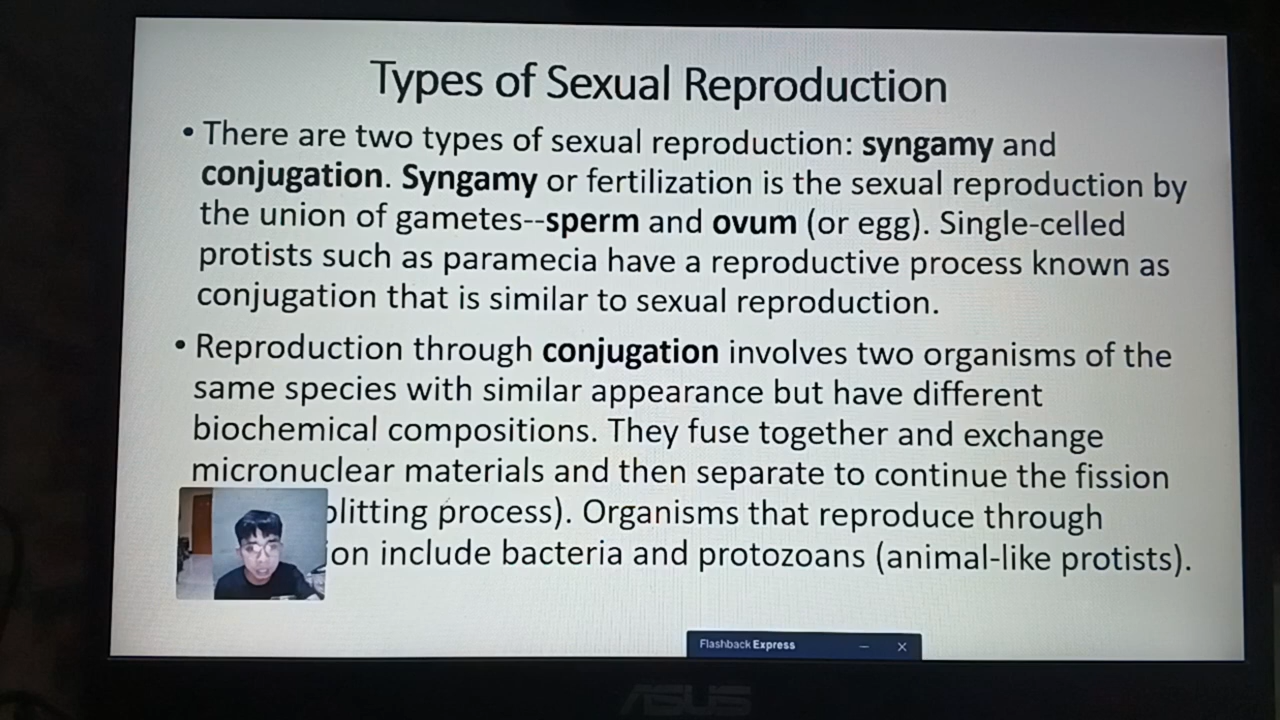 Types of Sexual Reproduction
• There are two types of sexual reproduction: syngamy and
conjugation. Syngamy or fertilization is the sexual reproduction by
the union of gametes--sperm and ovum (or egg). Single-celled
protists such as paramecia have a reproductive process known as
conjugation that is similar to sexual reproduction.
• Reproduction through conjugation involves two organisms of the
same species with similar appearance but have different
biochemical compositions. They fuse together and exchange
micronuclear materials and then separate to continue the fission
plitting process). Organisms that reproduce through
ion include bacteria and protozoans (animal-like protists).
Flashback Express
ASUS